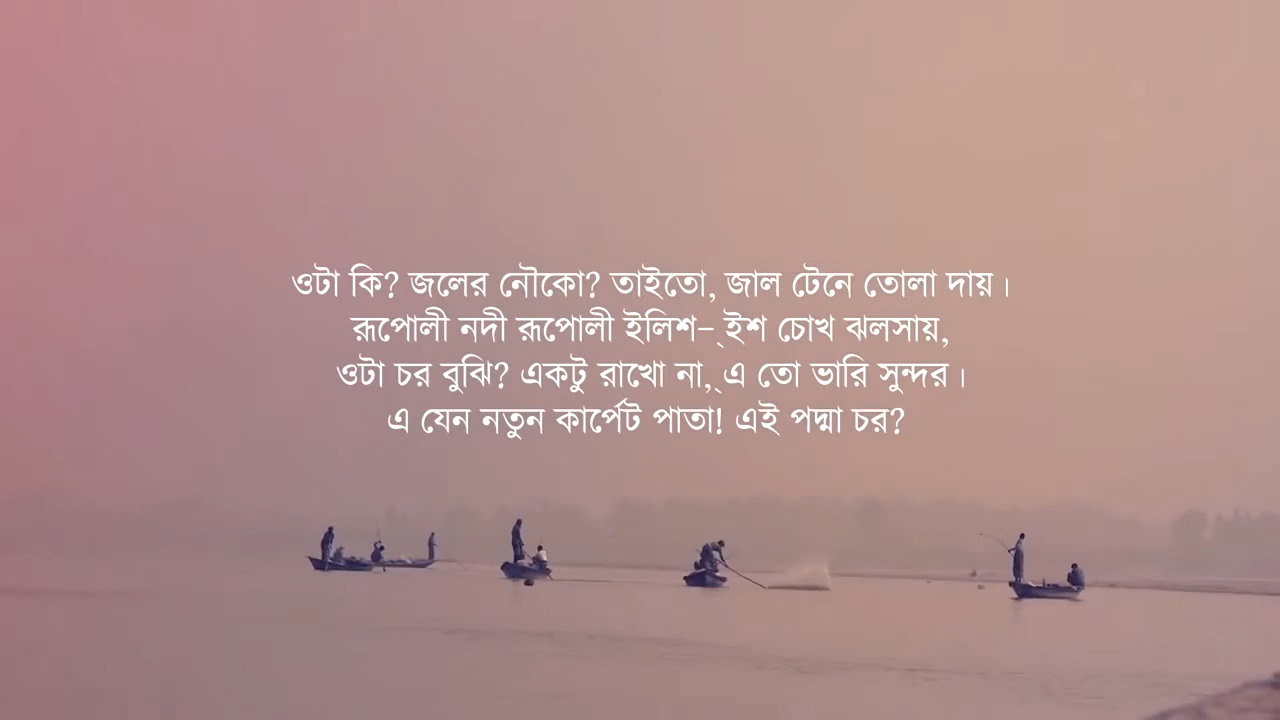 ওটা কি? জলের নৌকো? তাইতো, জাল টেনে তোলা দায়।
রূপোলী নদী রূপোলী ইলিশ– ্ইশ চোখ ঝলসায়,
ওটা চর বুঝি? একটু রাখো না, ্এ তো ভারি সুন্দর।
এ যেন নতুন কার্পেট পাতা! এই পদ্মা চর?